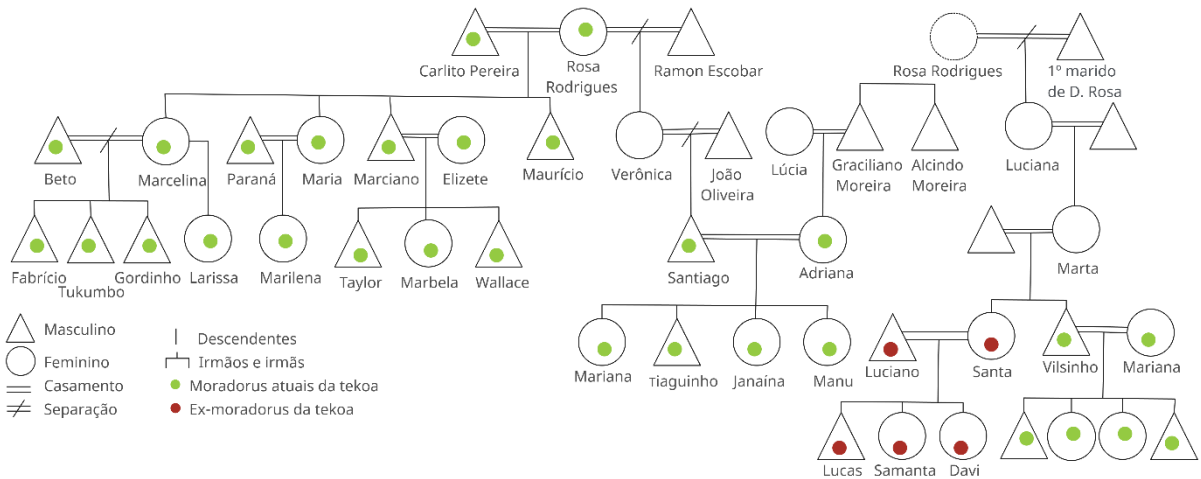 Carlito Pereira
Rosa
Rodrigues
Ramon Escobar
Rosa Rodrigues
1º marido
de D. Rosa
Beto
Marcelina
Paraná
Maria
Marciano
Elizete
Maurício
Verônica
João
Oliveira
Lúcia
Graciliano
Moreira
Alcindo
Moreira
Luciana
Fabrício
Tukumbo
Gordinho
Larissa
Marilena
Taylor
Marbela
Wallace
Santiago
Adriana
Marta
Mariana
Tiaguinho
Janaína
Manu
Luciano
Santa
Vilsinho
Mariana
Lucas
Samanta
Davi
Masculino
Feminino
Casamento
Separação
Descendentes
Irmãos e irmãs
Moradorus atuais da tekoa
Ex-moradorus da tekoa